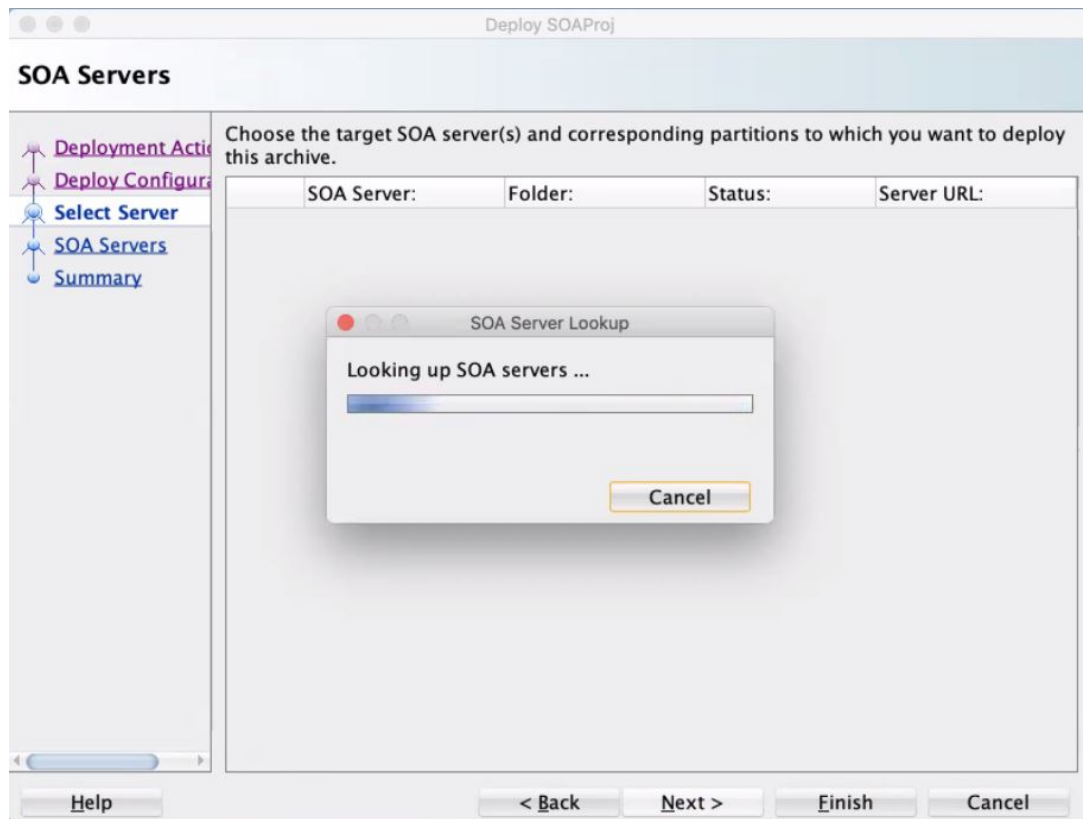 Deploy SOAProj
SOA Servers
Deployment Actio
Deploy Configura
Select Server
SOA Servers
Summary
Choose the target SOA server(s) and corresponding partitions to which you want to deploy
this archive.
SOA Server: Folder: Status: Server URL:
SOA Server Lookup
Looking up SOA servers ...
Cancel
Help < Back Next > Finish Cancel